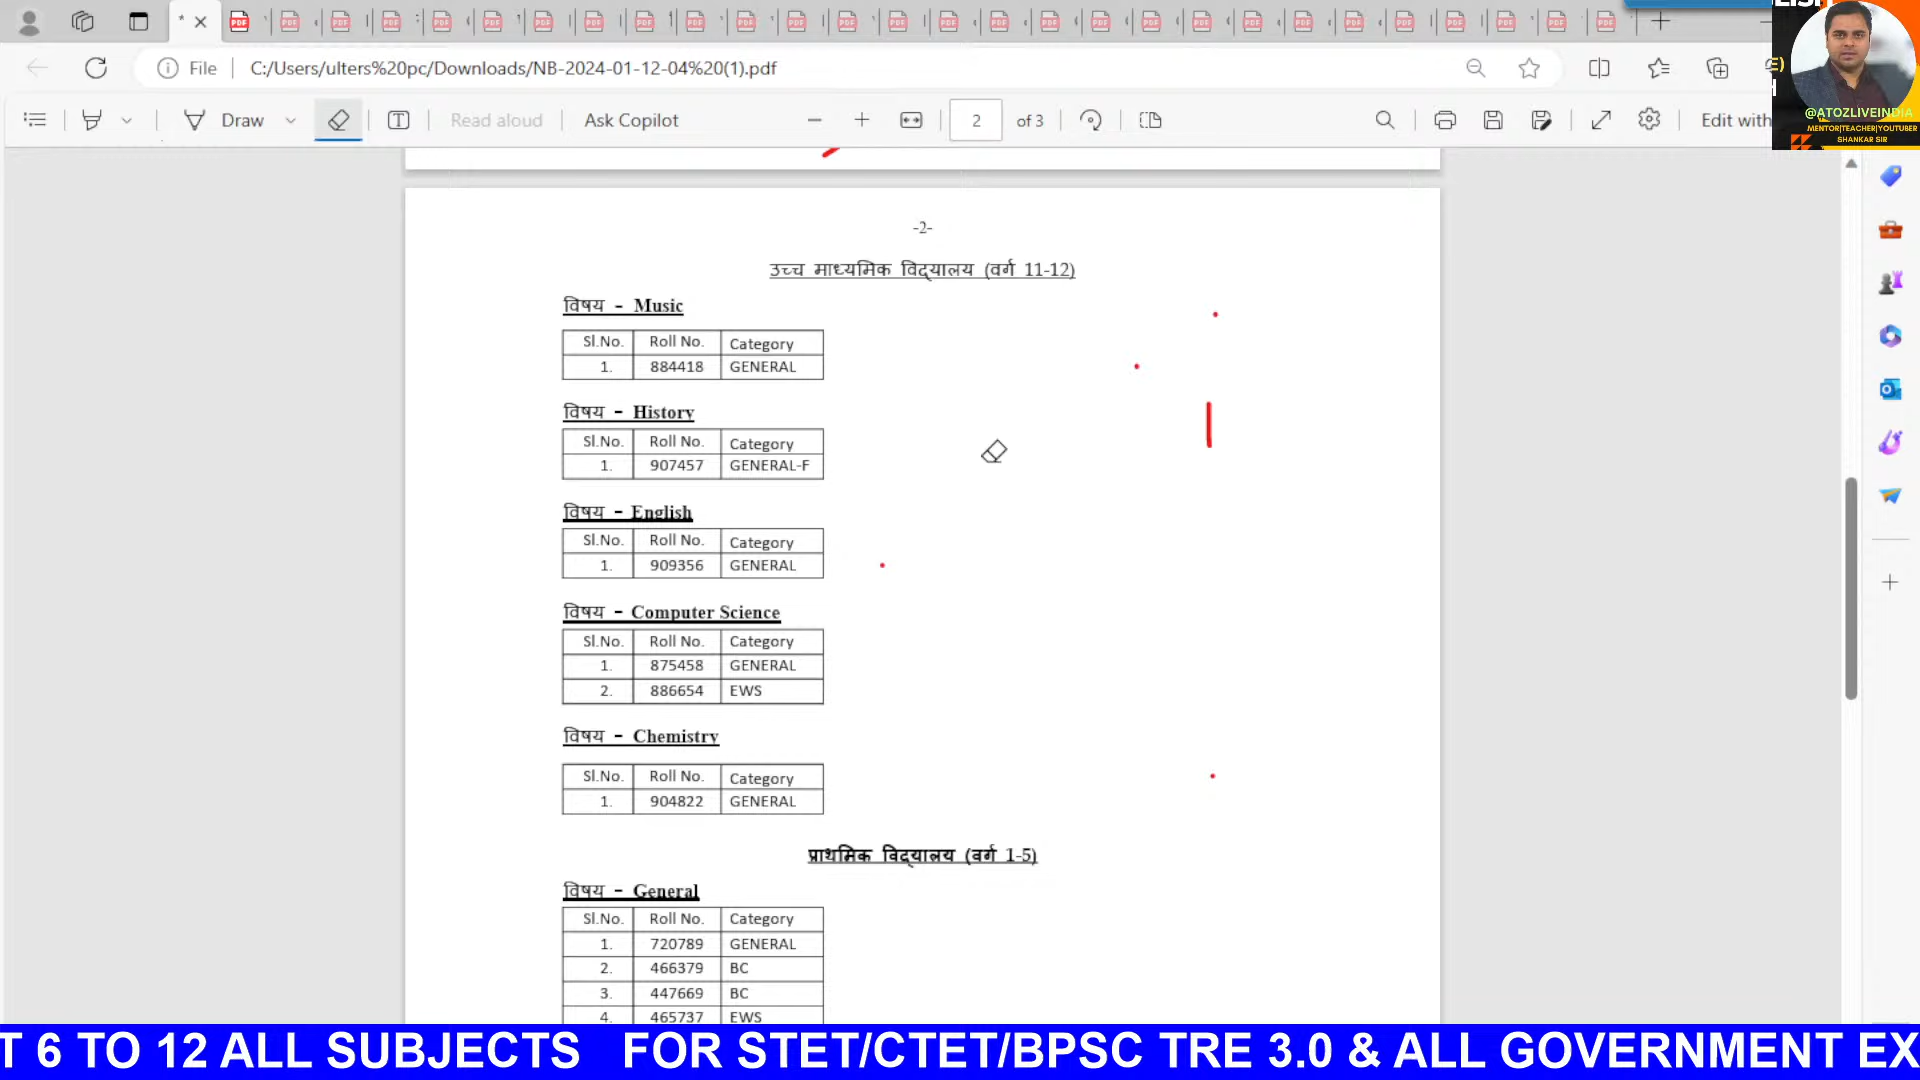 File C:/Users/ulters%20pc/Downloads/NB-2024-01-12-04%20(1).pdf
Draw Read aloud Ask Copilot 2 of 3 Edit with
@ATOZLIVEINDIA
MENTOR|TEACHER|YOUTUBER
SHANKAR SIR
-2-
उच्च माध्यमिक विद्यालय (वर्ग 11-12)
विषय - Music
Sl.No. Roll No. Category
1. 884418 GENERAL
विषय - History
Sl.No. Roll No. Category
1. 907457 GENERAL-F
विषय - English
Sl.No. Roll No. Category
1. 909356 GENERAL
विषय - Computer Science
Sl.No. Roll No. Category
1. 875458 GENERAL
2. 886654 EWS
विषय - Chemistry
Sl.No. Roll No. Category
1. 904822 GENERAL
प्राथमिक विद्यालय (वर्ग 1-5)
विषय - General
Sl.No. Roll No. Category
1. 720789 GENERAL
2. 466379 BC
3. 447669 BC
4. 465737 EWS
T 6 TO 12 ALL SUBJECTS FOR STET/CTET/BPSC TRE 3.0 & ALL GOVERNMENT EX